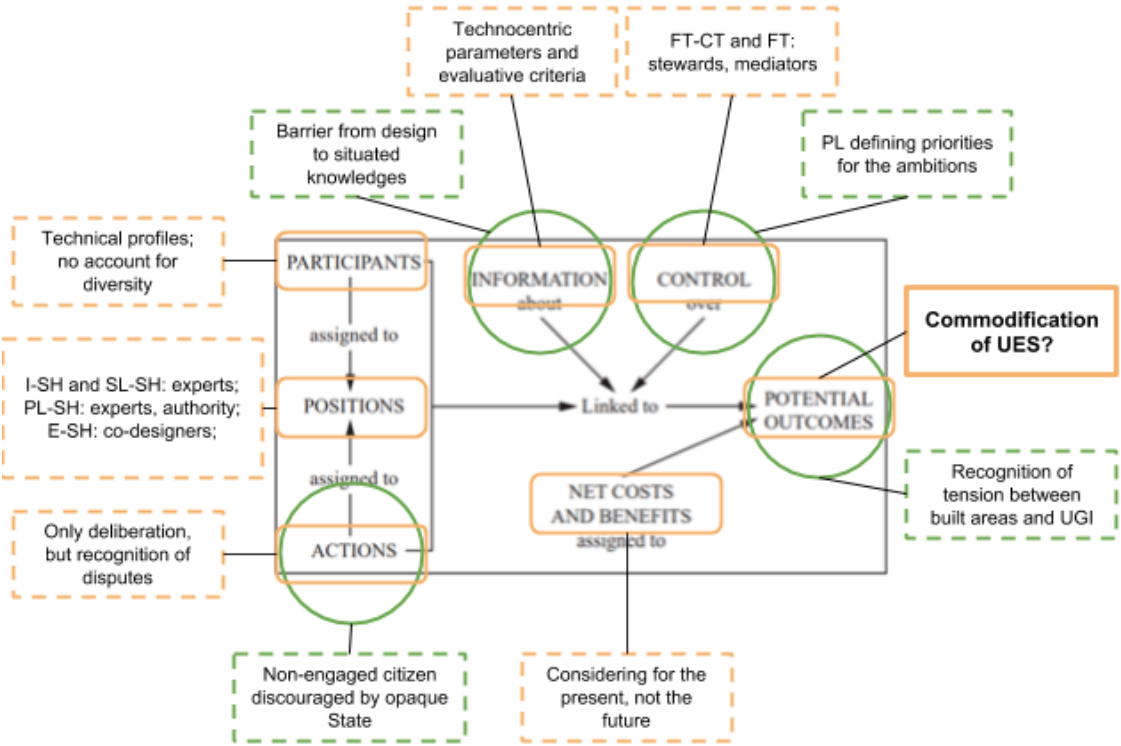 Technocentric
parameters and
evaluative criteria
FT-CT and FT:
stewards, mediators
Barrier from design
to situated
knowledges
PL defining priorities
for the ambitions
Technical profiles;
no account for
diversity
PARTICIPANTS
INFORMATION
about
CONTROL
over
assigned to
Commodification
of UES?
I-SH and SL-SH: experts;
PL-SH: experts, authority;
E-SH: co-designers;
POSITIONS
Linked to
POTENTIAL
OUTCOMES
assigned to
NET COSTS
AND BENEFITS
assigned to
Recognition of
tension between
built areas and UGI
Only deliberation,
but recognition of
disputes
ACTIONS
Non-engaged citizen
discouraged by opaque
State
Considering for the
present, not the
future